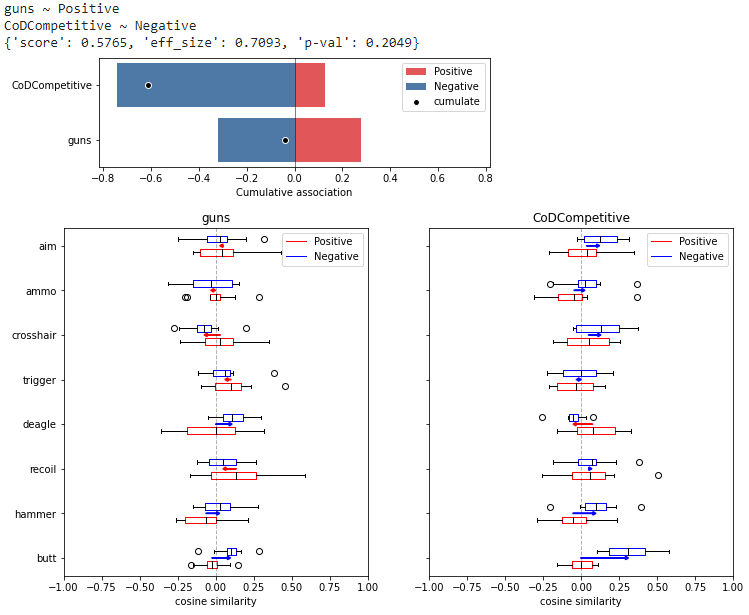 guns ~ Positive
CoDCompetitive ~ Negative
{'score': 0.5765, 'eff_size': 0.7093, 'p-val': 0.2049}
CoDCompetitive
guns
Positive
Negative
cumulate
−0.8 −0.6 −0.4 −0.2 0.0 0.2 0.4 0.6 0.8
Cumulative association
guns
Positive
Negative
aim
ammo
crosshair
trigger
deagle
recoil
hammer
butt
−1.00 −0.75 −0.50 −0.25 0.00 0.25 0.50 0.75 1.00
cosine similarity
CoDCompetitive
Positive
Negative
−1.00 −0.75 −0.50 −0.25 0.00 0.25 0.50 0.75 1.00
cosine similarity